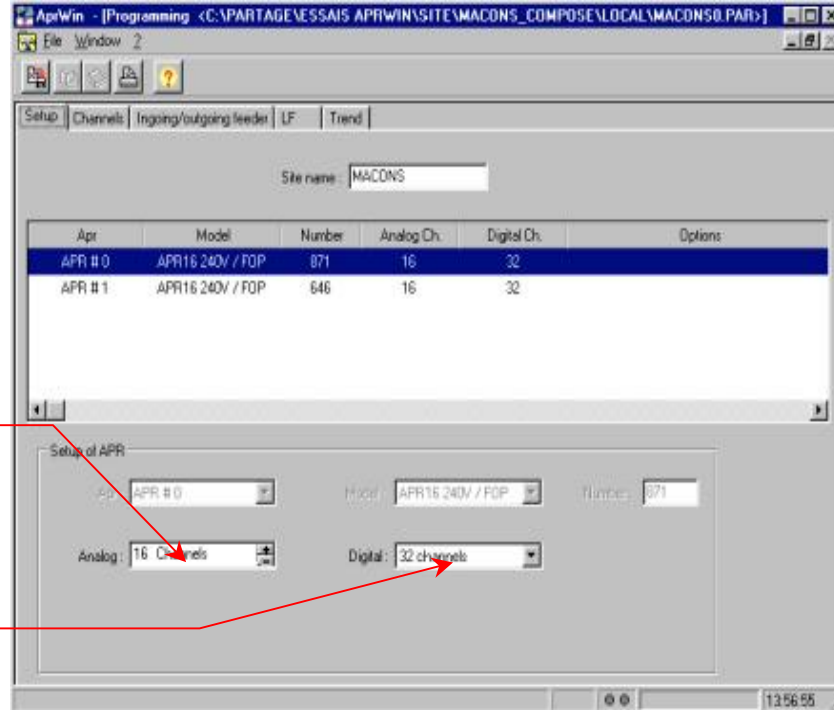 AprWin - [Programming <C:\PARTAGE\ESSAIS APRWIN\SITE\MACONS_COMPOSE\LOCAL\MACONS0.PAR>]
File Window ?
Setup Channels Ingoing/outgoing feeder LF Trend
Site name : MACONS
Apr Model Number Analog Ch. Digital Ch. Options
APR # 0 APR16 240V / FOP 871 16 32
APR # 1 APR16 240V / FOP 646 16 32
Setup of APR
Apr : APR # 0 Model : APR16 240V / FOP Number : 871
Analog : 16 Channels Digital : 32 channels
13:56:55